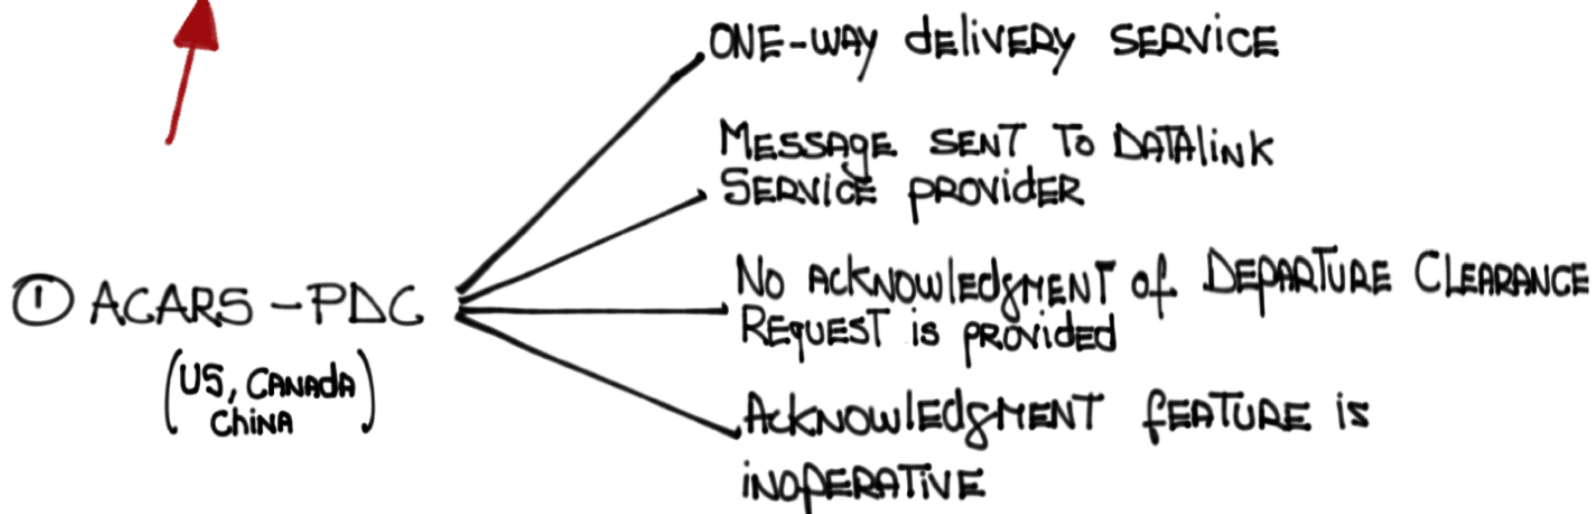 ONE-WAY delivery SERVICE
MESSAGE SENT TO DATAlink
SERVICE PROVIDER
① ACARS - PDC
(US, CANADA
CHINA)
No ACKNOWledgMENT of DEPARTURE CLEARANCE
REquEST is provided
ACKNOWlEdgMENT fEATURE is
inopERATIVE